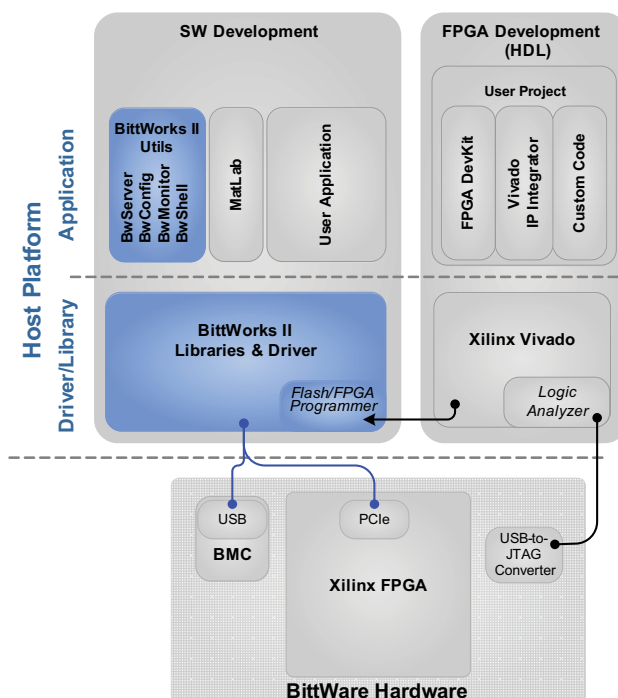 SW Development
FPGA Development
(HDL)
User Project
BittWorks II
Utils
BwServer
BwConfig
BwMonitor
BwShell
MatLab
User Application
FPGA DevKit
Vivado
IP Integrator
Custom Code
Host Platform
Application
Driver/Library
BittWorks II
Libraries & Driver
Flash/FPGA
Programmer
Xilinx Vivado
Logic
Analyzer
USB
BMC
PCIe
Xilinx FPGA
USB-to-
JTAG
Converter
BittWare Hardware